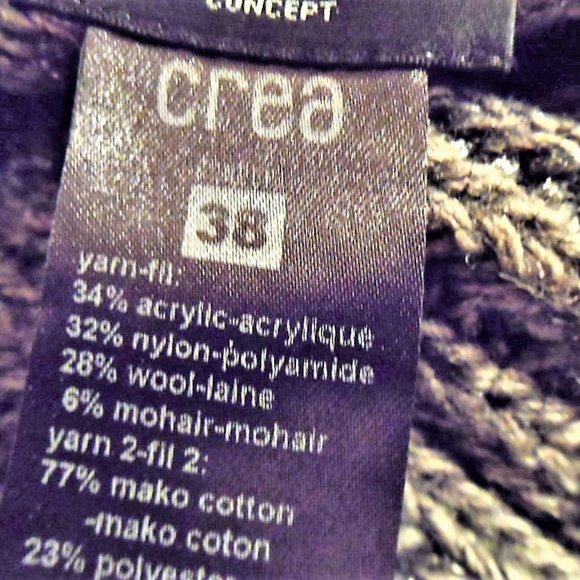 CONCEPT
crea
38
yarn-fil:
34% acrylic-acrylique
32% nylon-polyamide
28% wool-laine
6% mohair-mohair
yarn 2-fil 2:
77% mako cotton
-mako coton
23%